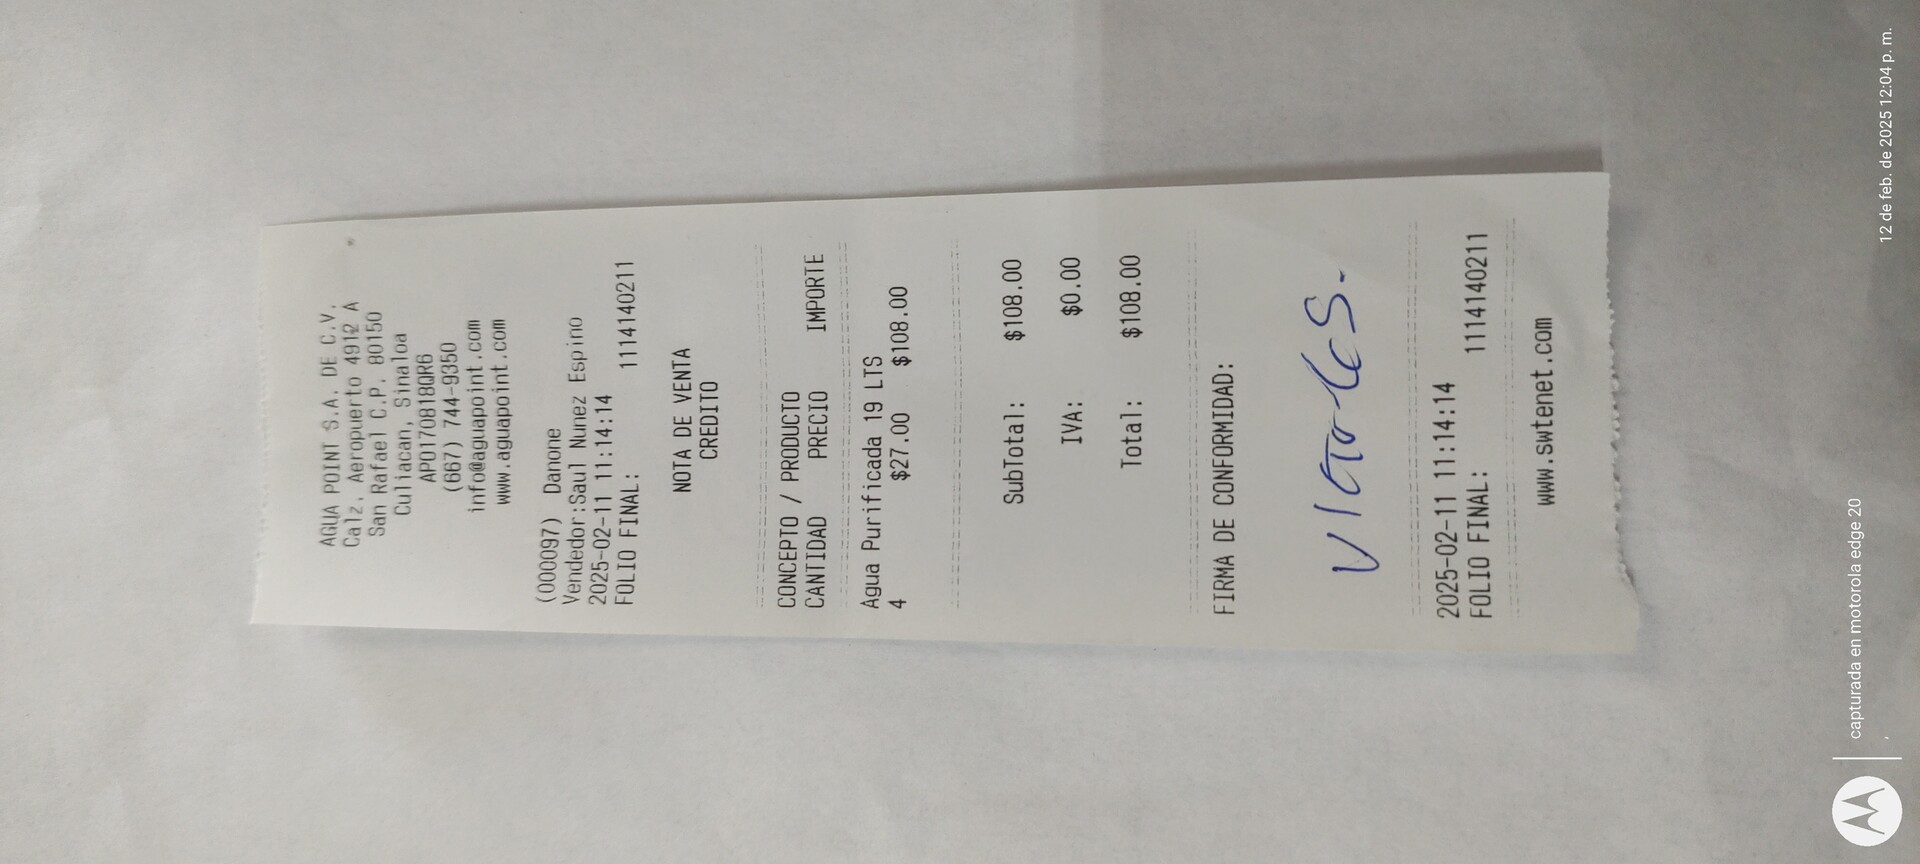 AGUA POINT S.A. DE C.V.
Calz. Aeropuerto 4912 A
San Rafael C.P. 80150
Culiacan, Sinaloa
APO170818QR6
(667) 744-9350
info@aguapoint.com
www.aguapoint.com
(000097) Danone
Vendedor:Saul Nunez Espino
2025-02-11 11:14:14
FOLIO FINAL: 1114140211
NOTA DE VENTA
CREDITO
CONCEPTO / PRODUCTO
CANTIDAD PRECIO IMPORTE
Agua Purificada 19 LTS
4 $27.00 $108.00
SubTotal: $108.00
IVA: $0.00
Total: $108.00
FIRMA DE CONFORMIDAD:
2025-02-11 11:14:14
FOLIO FINAL: 1114140211
www.swtenet.com
capturada en motorola edge 20
12 de feb. de 2025 12:04 p. m.